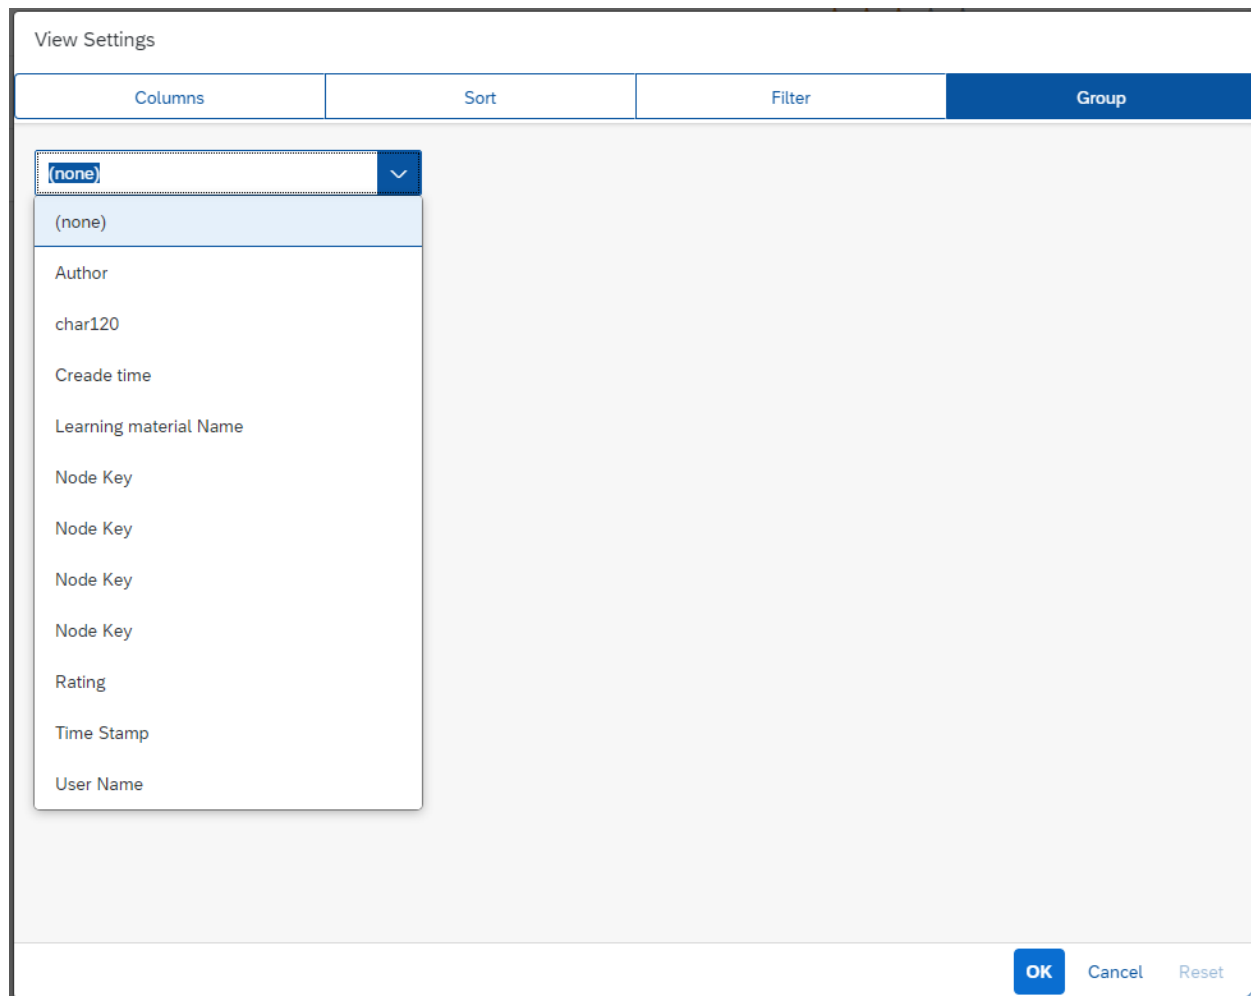 View Settings
Columns Sort Filter Group
(none)
(none)
Author
char120
Creade time
Learning material Name
Node Key
Node Key
Node Key
Node Key
Rating
Time Stamp
User Name
OK Cancel Reset